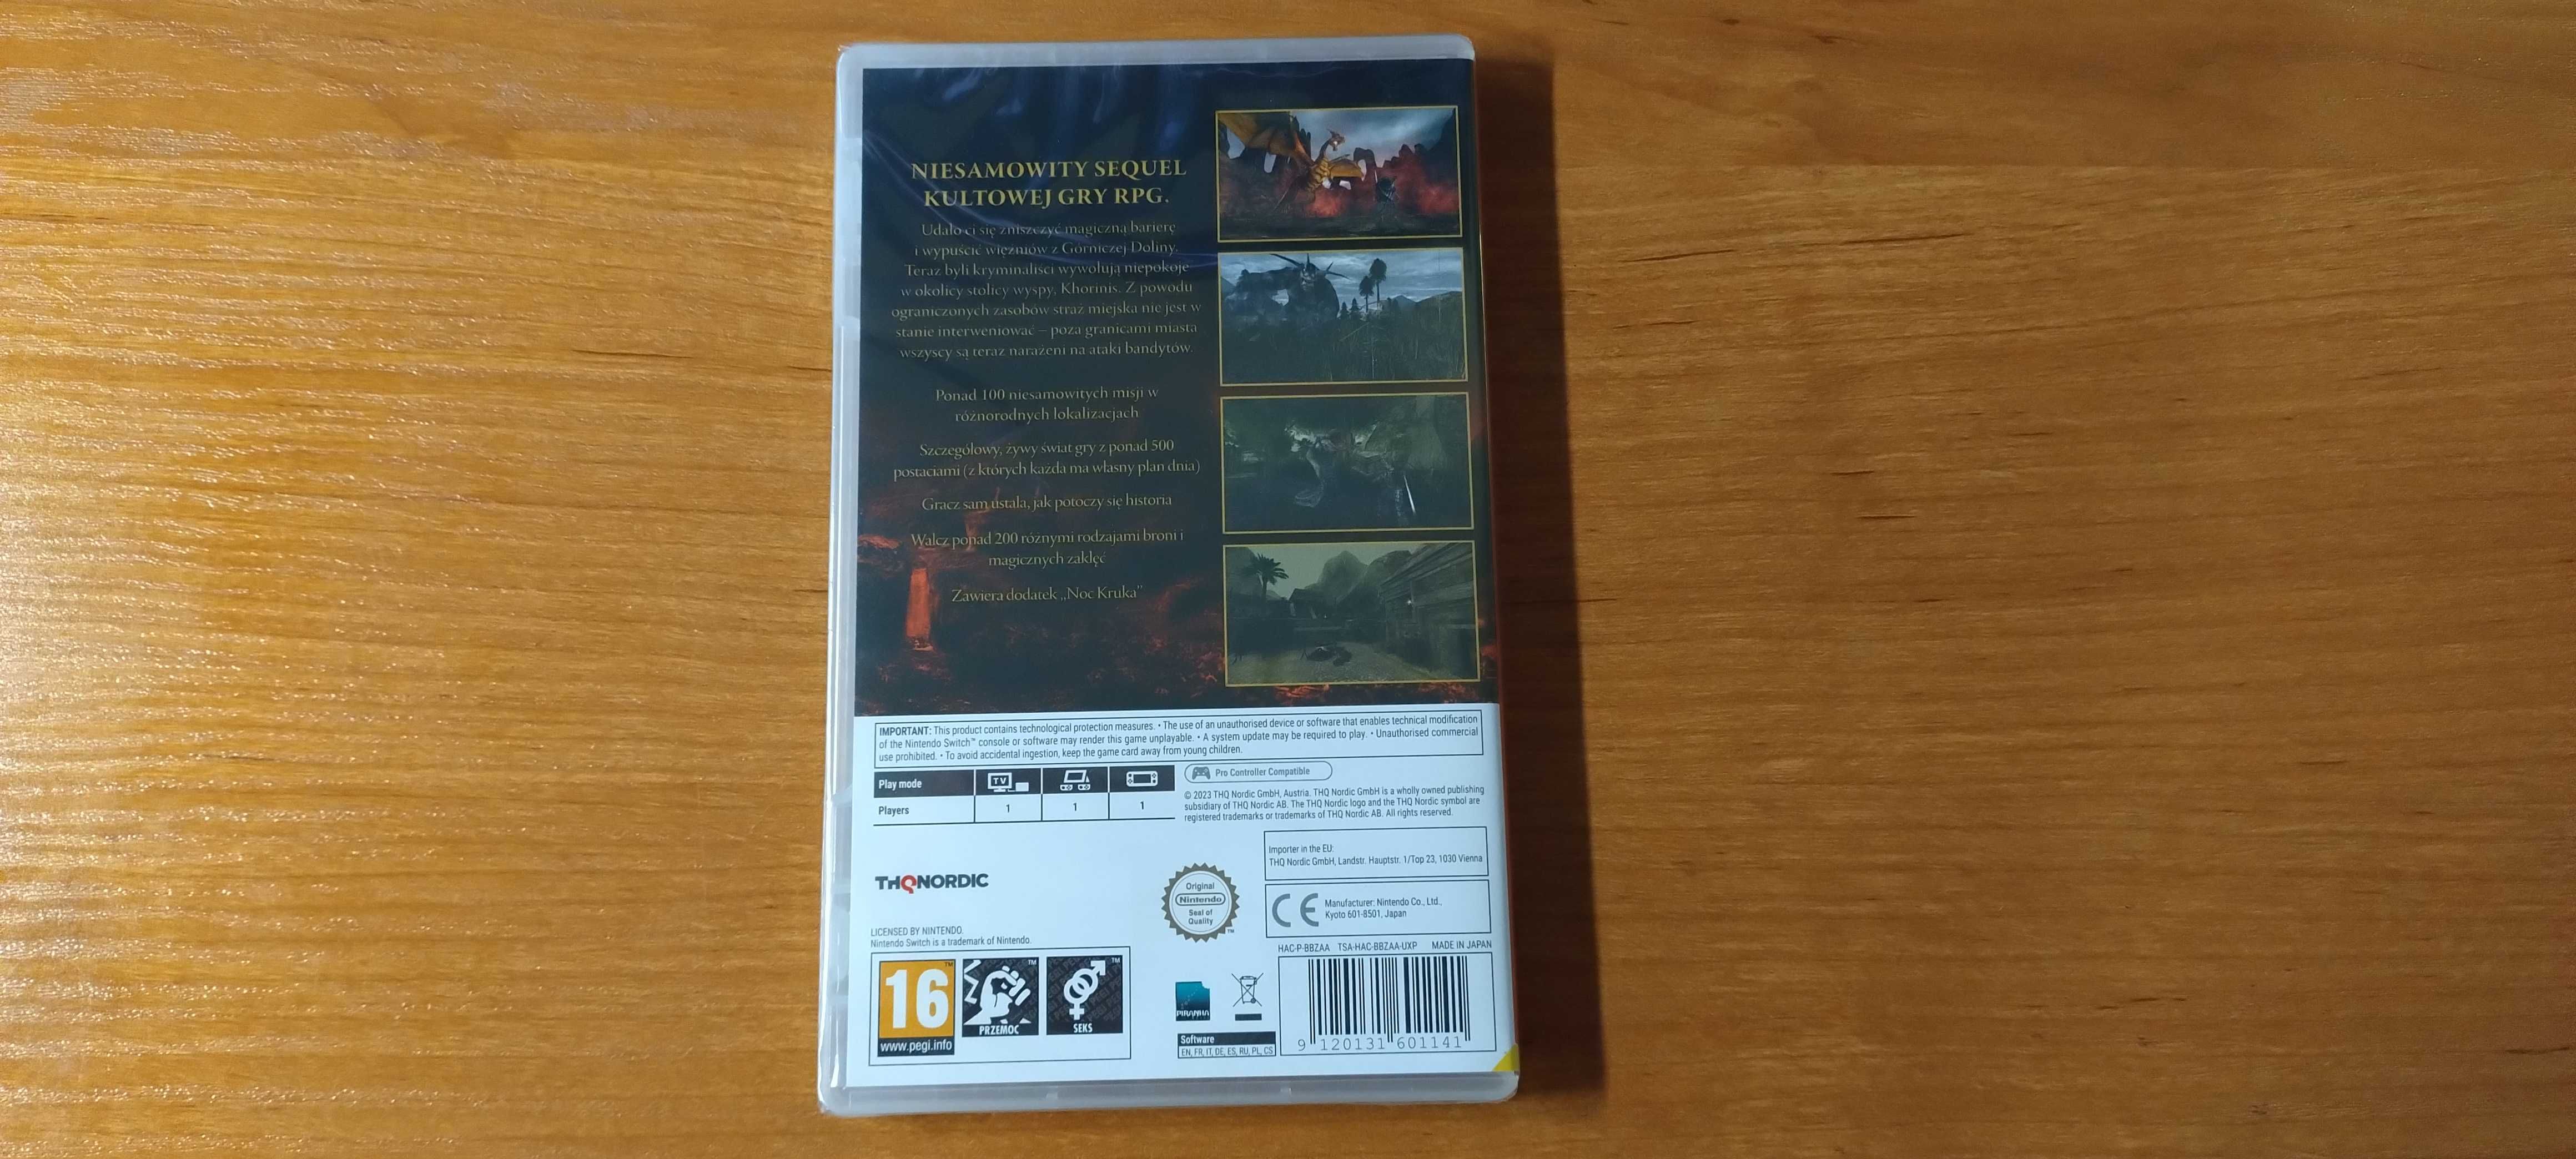 NIESAMOWITY SEQUEL
KULTOWEJ GRY RPG.
Udało ci się zniszczyć magiczną barierę
i wypuścić więźniów z Górniczej Doliny.
Teraz byli kryminaliści wywołują niepokoje
w okolicy stolicy wyspy, Khorinis. Z powodu
ograniczonych zasobów straż miejska nie jest w
stanie interweniować – poza granicami miasta
wszyscy są teraz narażeni na ataki bandytów.
Ponad 100 niesamowitych misji w
różnorodnych lokalizacjach
Szczegółowy, żywy świat gry z ponad 500
postaciami (z których każda ma własny plan dnia)
Gracz sam ustala, jak potoczy się historia
Walcz ponad 200 różnymi rodzajami broni i
magicznych zaklęć
Zawiera dodatek „Noc Kruka”
IMPORTANT: This product contains technological protection measures. • The use of an unauthorised device or software that enables technical modification
of the Nintendo Switch™ console or software may render this game unplayable. • A system update may be required to play. • Unauthorised commercial
use prohibited. • To avoid accidental ingestion, keep the game card away from young children.
Play mode TV
Players 1 1 1
Pro Controller Compatible
© 2023 THQ Nordic GmbH, Austria. THQ Nordic GmbH is a wholly owned publishing
subsidiary of THQ Nordic AB. The THQ Nordic logo and the THQ Nordic symbol are
registered trademarks or trademarks of THQ Nordic AB. All rights reserved.
Importer in the EU:
THQ Nordic GmbH, Landstr. Hauptstr. 1/Top 23, 1030 Vienna
THQNORDIC
Original
Nintendo
Seal of
Quality
TM
CE
Manufacturer: Nintendo Co., Ltd.,
Kyoto 601-8501, Japan
LICENSED BY NINTENDO.
Nintendo Switch is a trademark of Nintendo.
HAC-P-BBZAA TSA-HAC-BBZAA-UXP MADE IN JAPAN
16 TM
www.pegi.info
TM
PRZEMOC
TM
SEKS
PIRANHA
Software
EN, FR, IT, DE, ES, RU, PL, CS
9 120131 601141